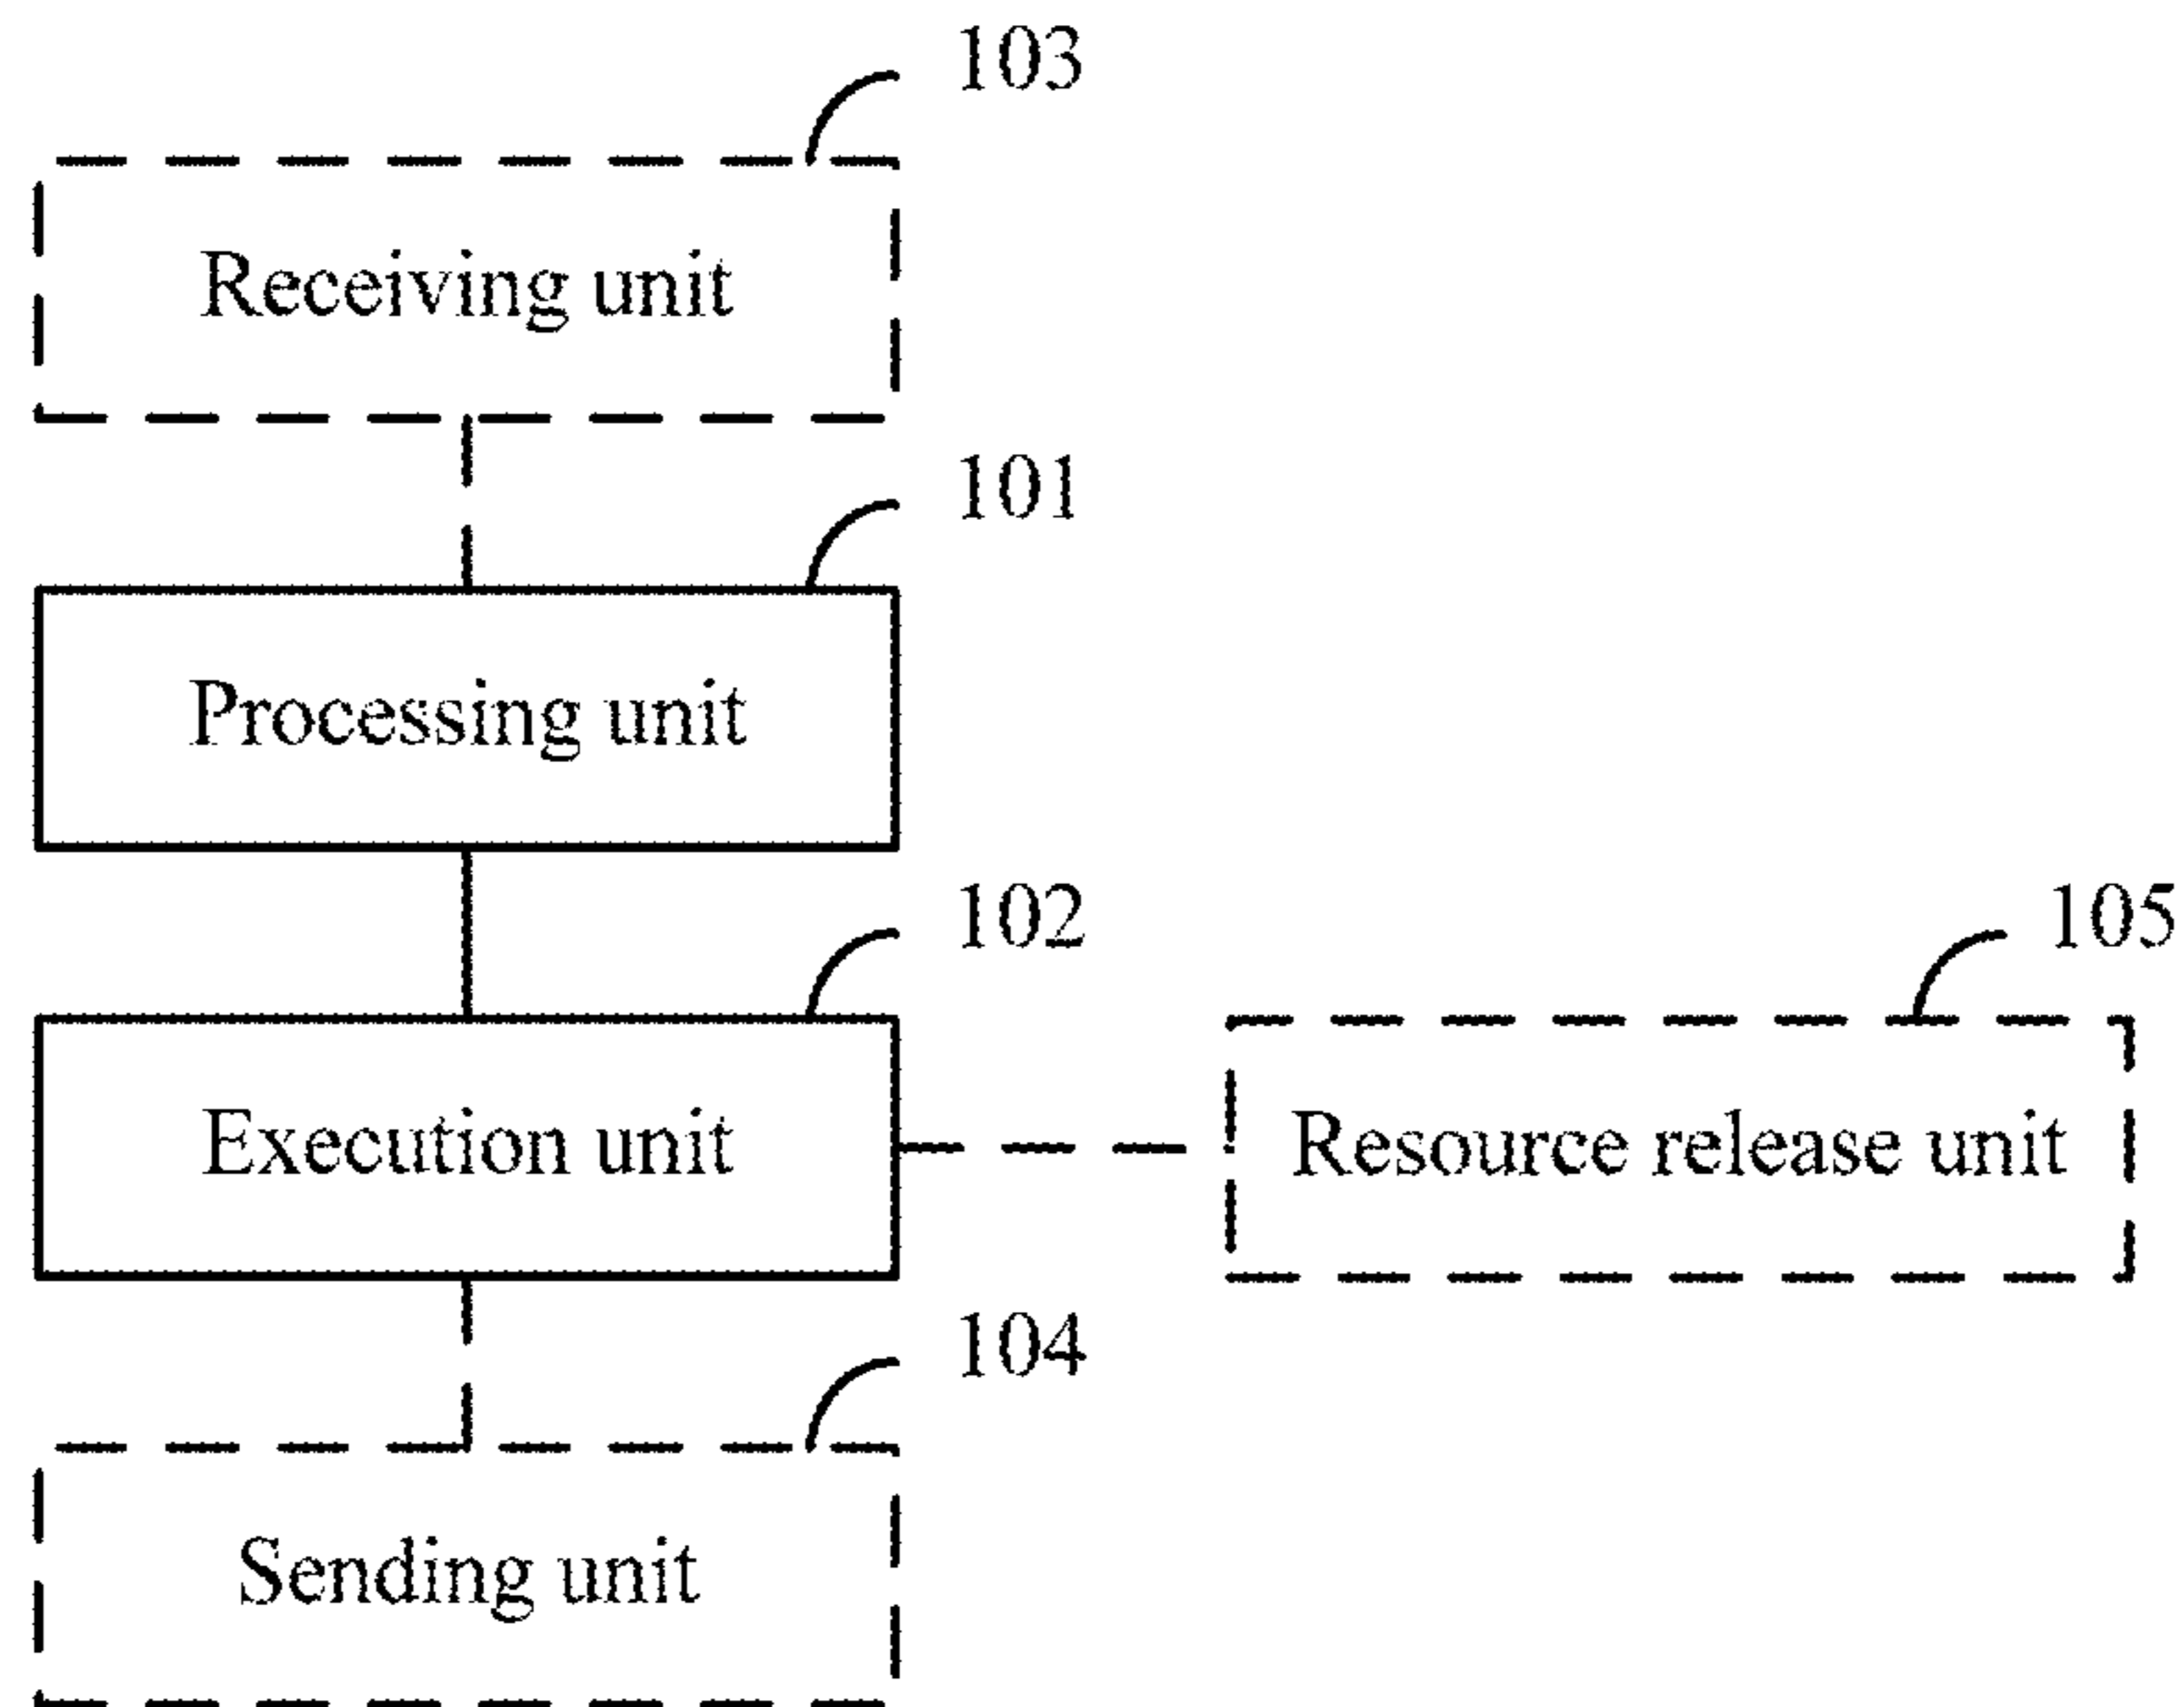 103
Receiving unit
101
Processing unit
102
105
Execution unit
Resource release unit
104
Sending unit